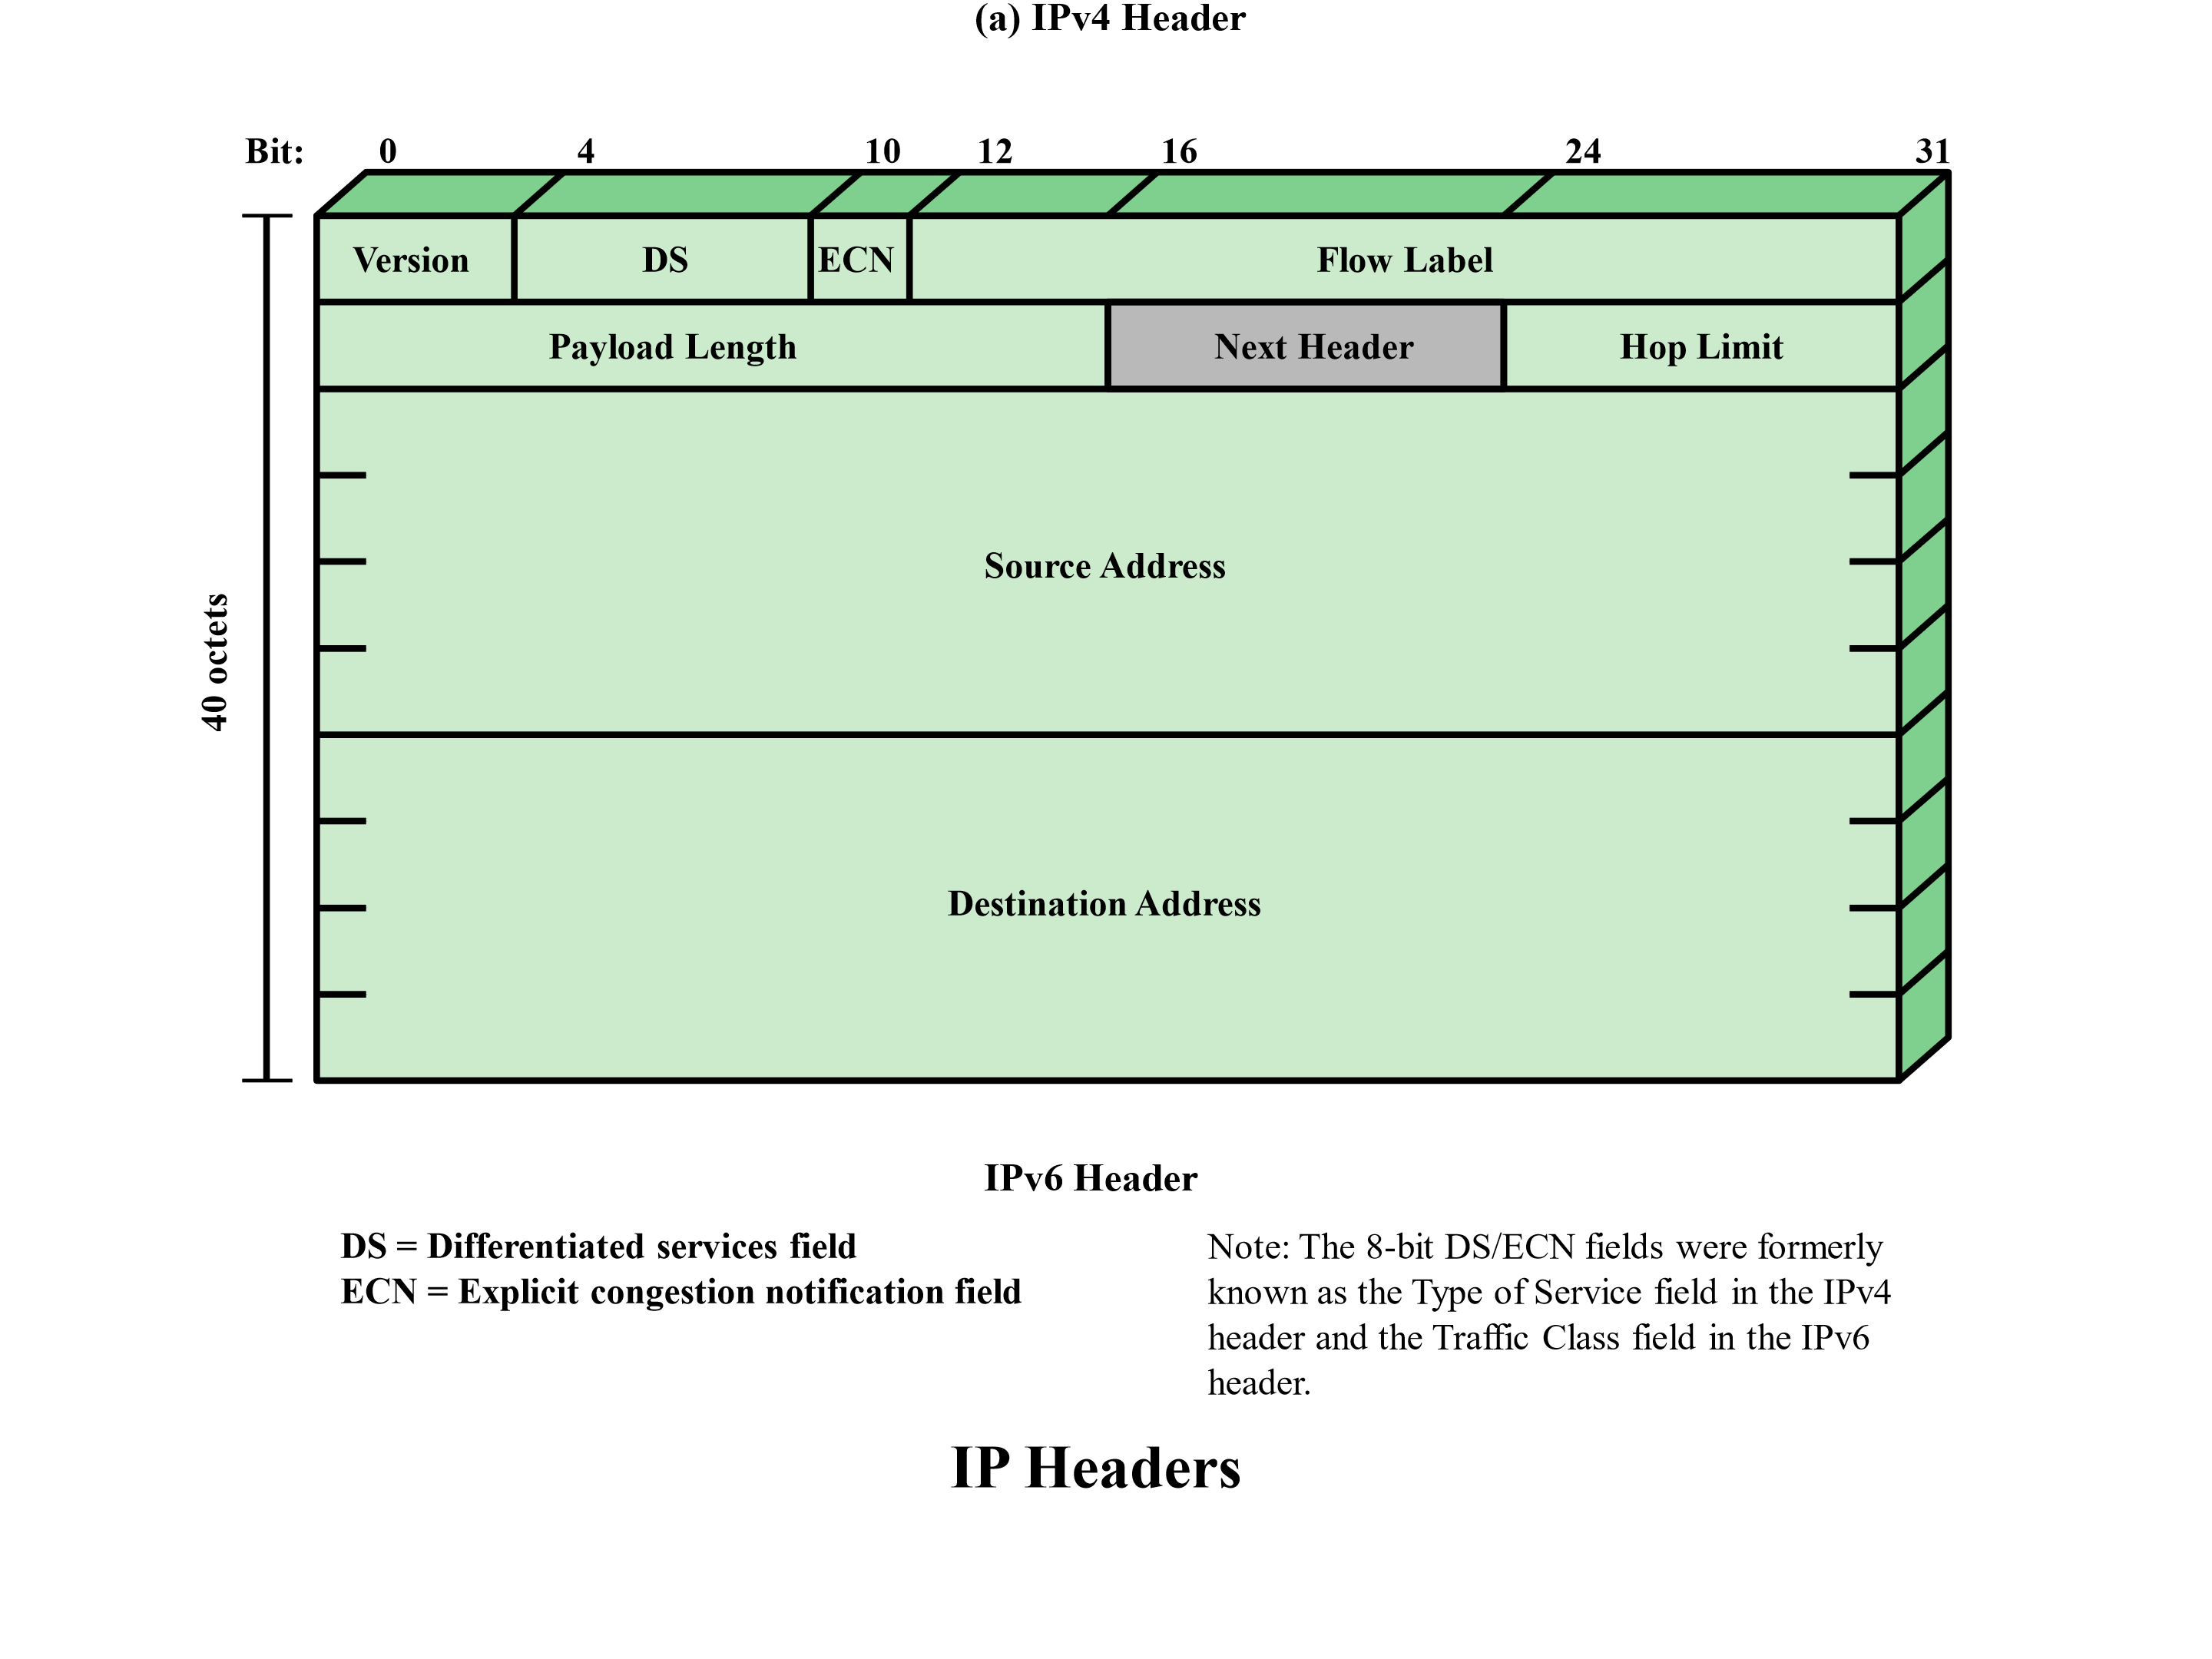 (a) IPv4 Header
Bit: 0 4 10 12 16 24 31
Version DS ECN Flow Label
Payload Length Next Header Hop Limit
Source Address
40 octets
Destination Address
IPv6 Header
DS = Differentiated services field
ECN = Explicit congestion notification field
Note: The 8-bit DS/ECN fields were formerly
known as the Type of Service field in the IPv4
header and the Traffic Class field in the IPv6
header.
IP Headers